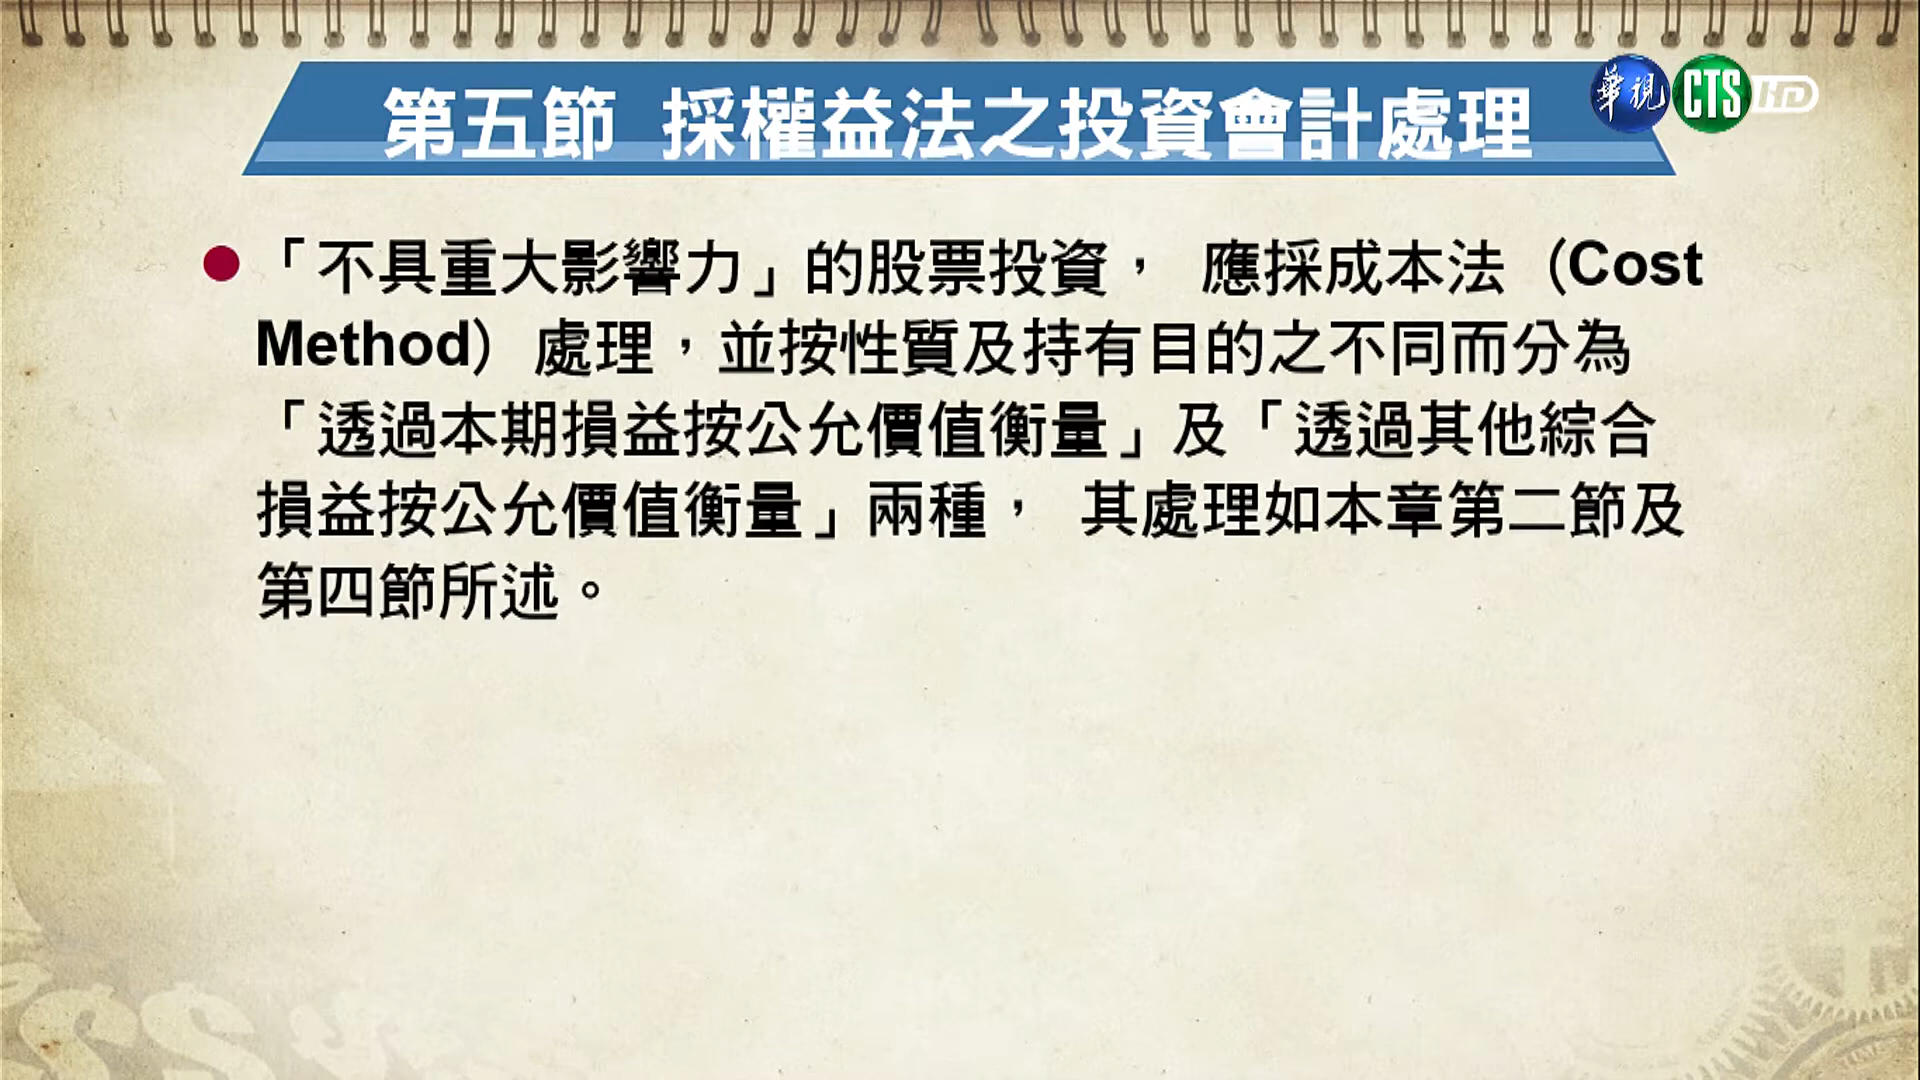 華視 CTS HD
第五節 採權益法之投資會計處理
「不具重大影響力」的股票投資， 應採成本法（Cost
Method）處理，並按性質及持有目的之不同而分為
「透過本期損益按公允價值衡量」及「透過其他綜合
損益按公允價值衡量」兩種， 其處理如本章第二節及
第四節所述。